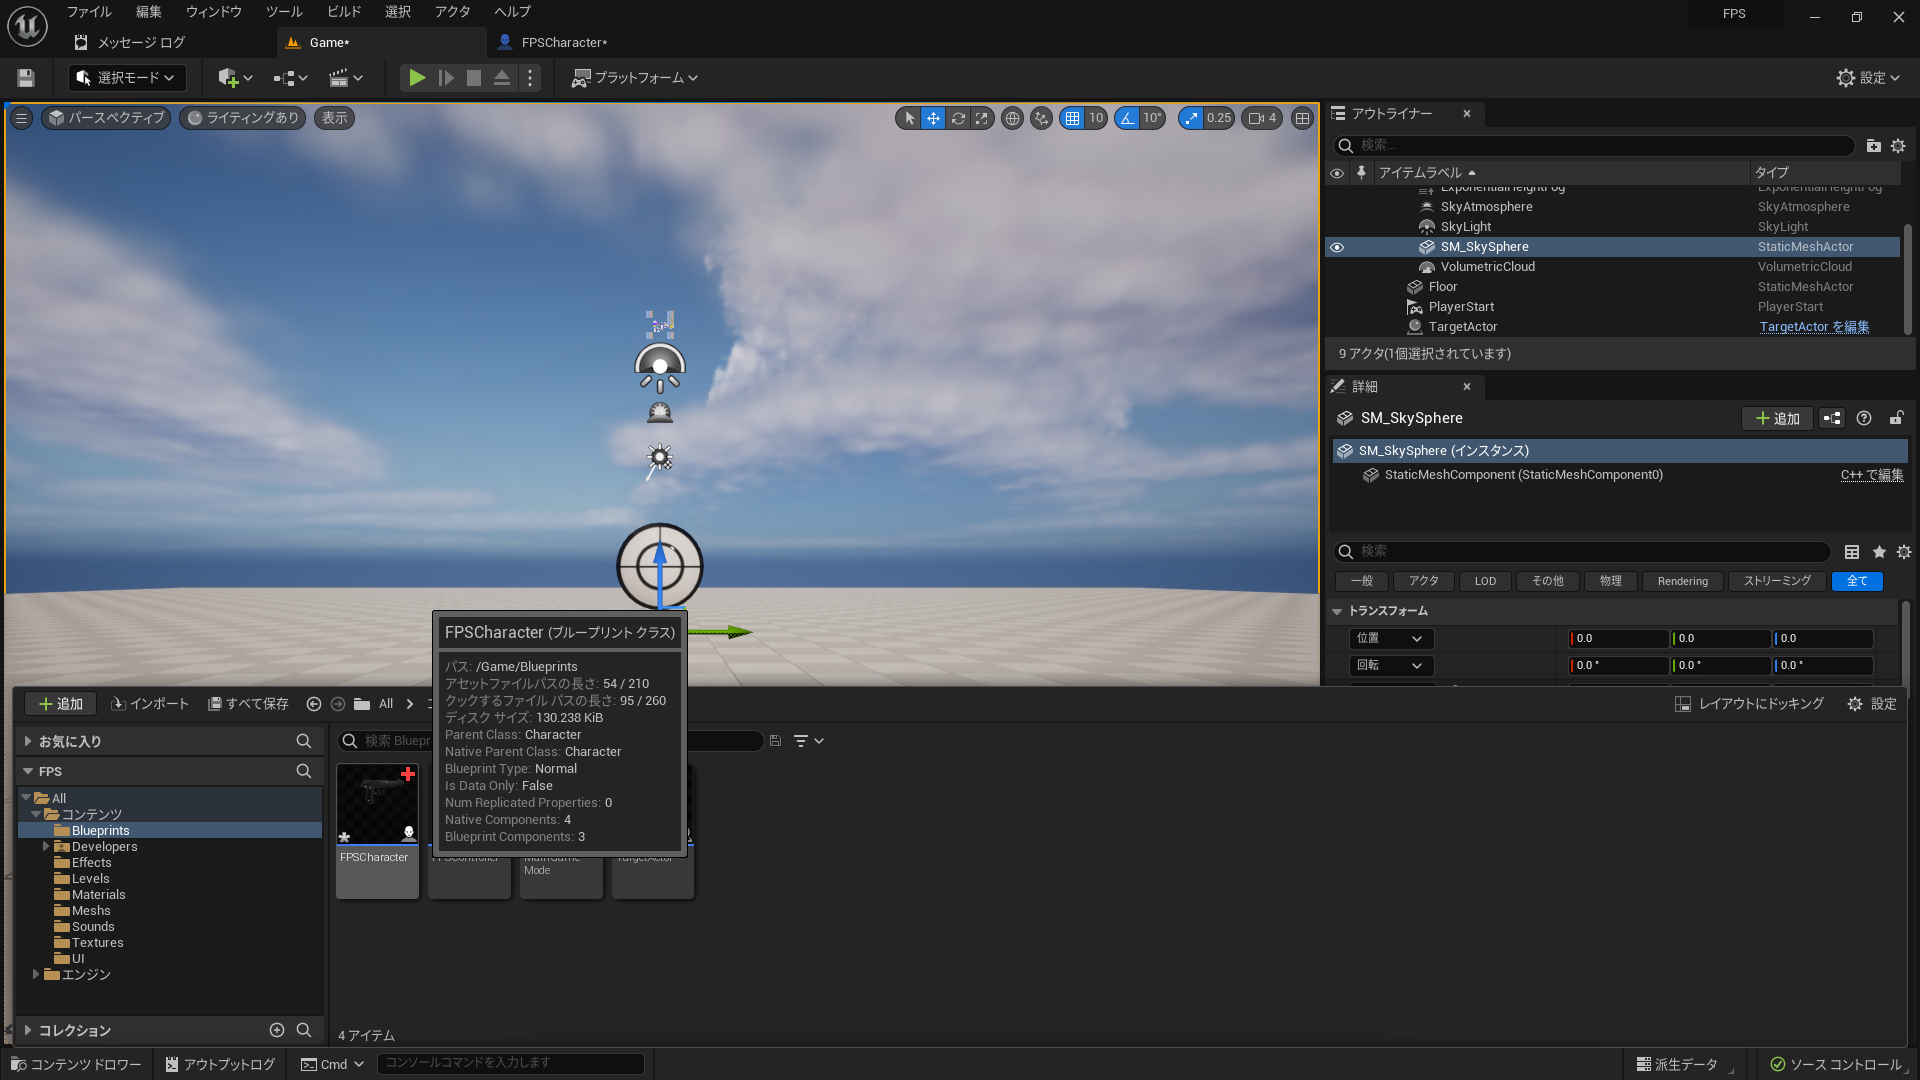 ファイル 編集 ウィンドウ ツール ビルド 選択 アクタ ヘルプ
FPS
メッセージ ログ
Game*
FPSCharacter*
選択モード
プラットフォーム
設定
パースペクティブ
ライティングあり
表示
10
10°
0.25
4
アウトライナー
検索...
アイテムラベル
タイプ
ExponentialHeightFog ExponentialHeightFog
SkyAtmosphere SkyAtmosphere
SkyLight SkyLight
SM_SkySphere StaticMeshActor
VolumetricCloud VolumetricCloud
Floor StaticMeshActor
PlayerStart PlayerStart
TargetActor TargetActor を編集
9 アクタ(1個選択されています)
詳細
SM_SkySphere
追加
SM_SkySphere (インスタンス)
StaticMeshComponent (StaticMeshComponent0)
C++ で編集
検索
一般 アクタ LOD その他 物理 Rendering ストリーミング 全て
トランスフォーム
位置 0.0 0.0 0.0
回転 0.0 ° 0.0 ° 0.0 °
FPSCharacter (ブループリント クラス)
パス: /Game/Blueprints
アセットファイルパスの長さ: 54 / 210
クックするファイル パスの長さ: 95 / 260
ディスク サイズ: 130.238 KiB
Parent Class: Character
Native Parent Class: Character
Blueprint Type: Normal
Is Data Only: False
Num Replicated Properties: 0
Native Components: 4
Blueprint Components: 3
追加
インポート
すべて保存
All
レイアウトにドッキング
設定
お気に入り
検索 Bluepr
FPS
All
コンテンツ
Blueprints
Developers
Effects
Levels
Materials
Meshs
Sounds
Textures
UI
エンジン
コレクション
FPSCharacter
FPSController
MainGame
Mode
TargetActor
4 アイテム
コンテンツ ドロワー
アウトプットログ
Cmd
コンソールコマンドを入力します
派生データ
ソース コントロール